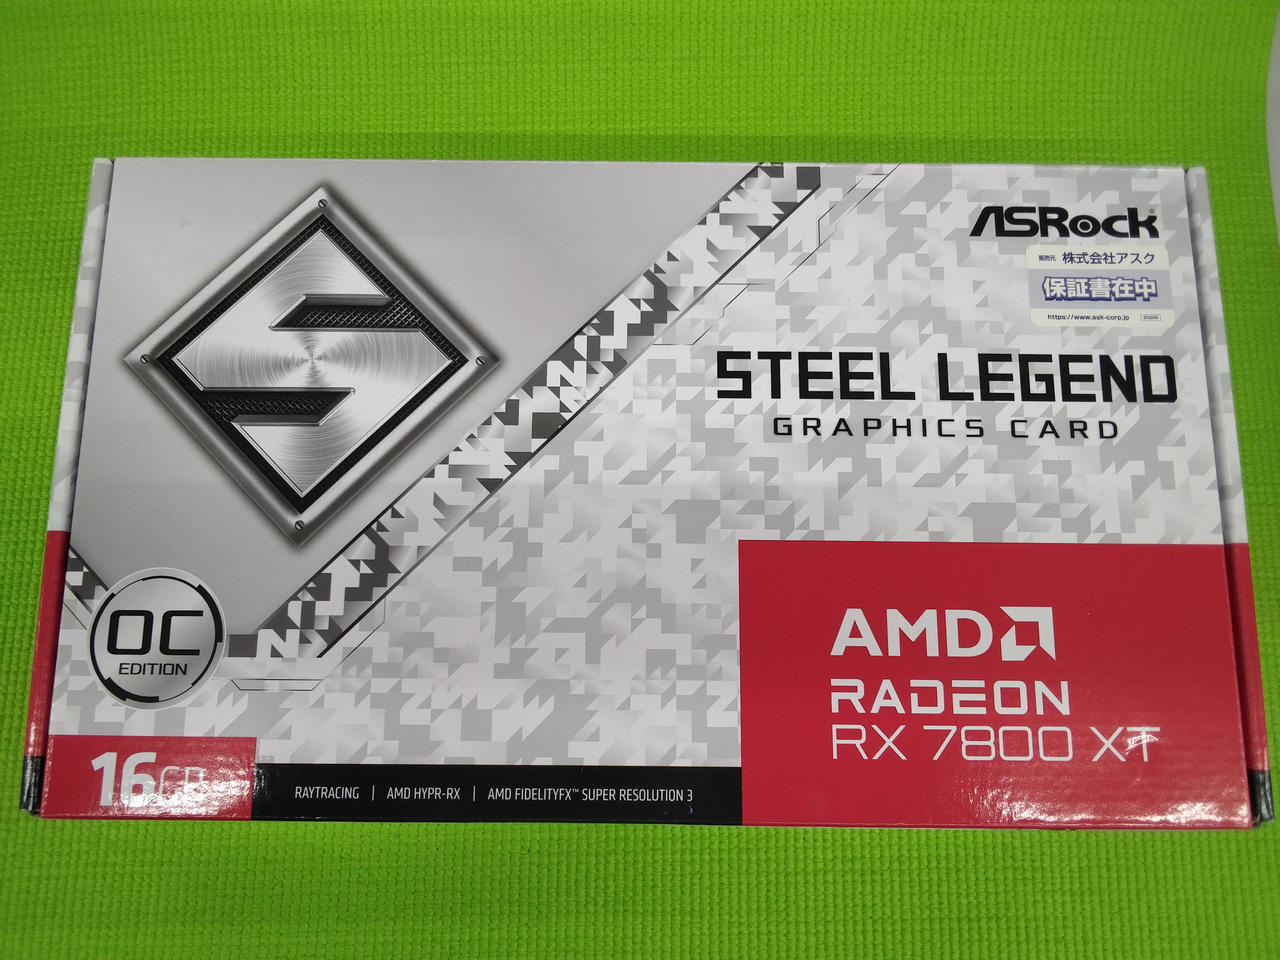 ASRock
販売元 株式会社アスク
保証書在中
https://www.ask-corp.jp
STEEL LEGEND
GRAPHICS CARD
OC
EDITION
AMD
RADEON
RX 7800 XT
16GB
RAYTRACING | AMD HYPR-RX | AMD FIDELITYFX™ SUPER RESOLUTION 3